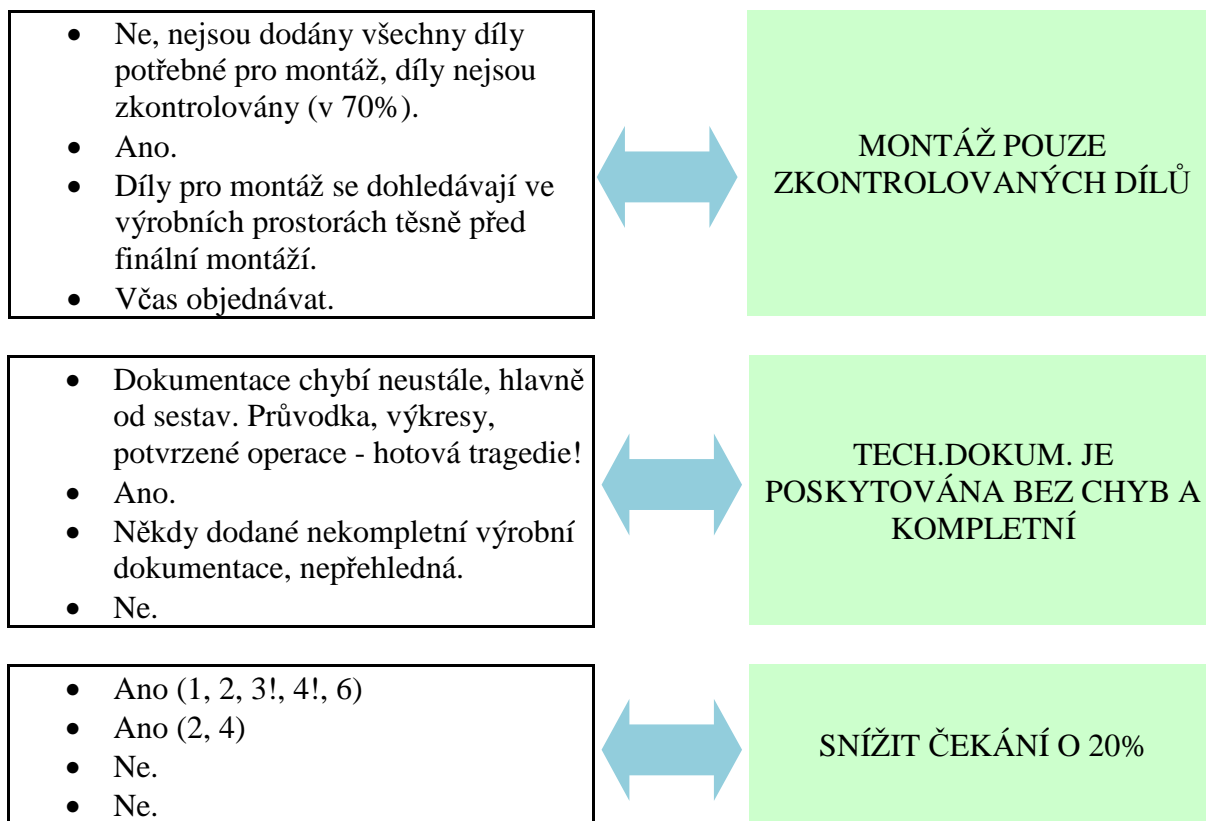 • Ne, nejsou dodány všechny díly
potřebné pro montáž, díly nejsou
zkontrolovány (v 70%).
• Ano.
• Díly pro montáž se dohledávají ve
výrobních prostorách těsně před
finální montáží.
• Včas objednávat.
MONTÁŽ POUZE
ZKONTROLOVANÝCH DÍLŮ
• Dokumentace chybí neustále, hlavně
od sestav. Průvodka, výkresy,
potvrzené operace - hotová tragedie!
• Ano.
• Někdy dodané nekompletní výrobní
dokumentace, nepřehledná.
• Ne.
TECH.DOKUM. JE
POSKYTOVÁNA BEZ CHYB A
KOMPLETNÍ
• Ano (1, 2, 3!, 4!, 6)
• Ano (2, 4)
• Ne.
• Ne.
SNÍŽIT ČEKÁNÍ O 20%